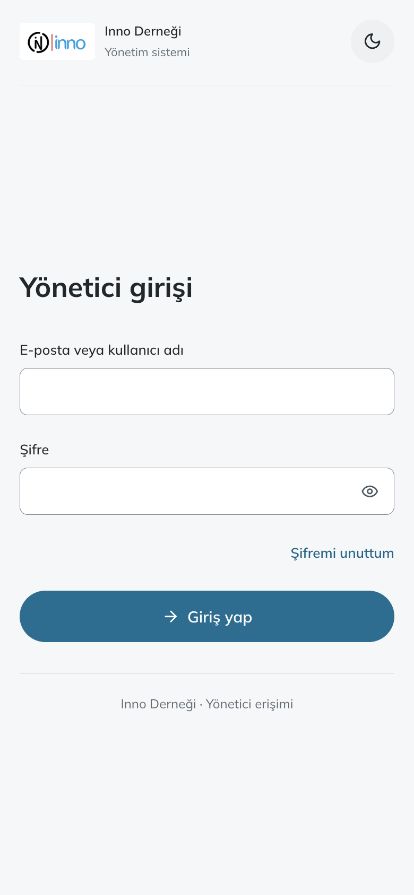 inno
Inno Derneği
Yönetim sistemi
Yönetici girişi
E-posta veya kullanıcı adı
Şifre
Şifremi unuttum
Giriş yap
Inno Derneği · Yönetici erişimi